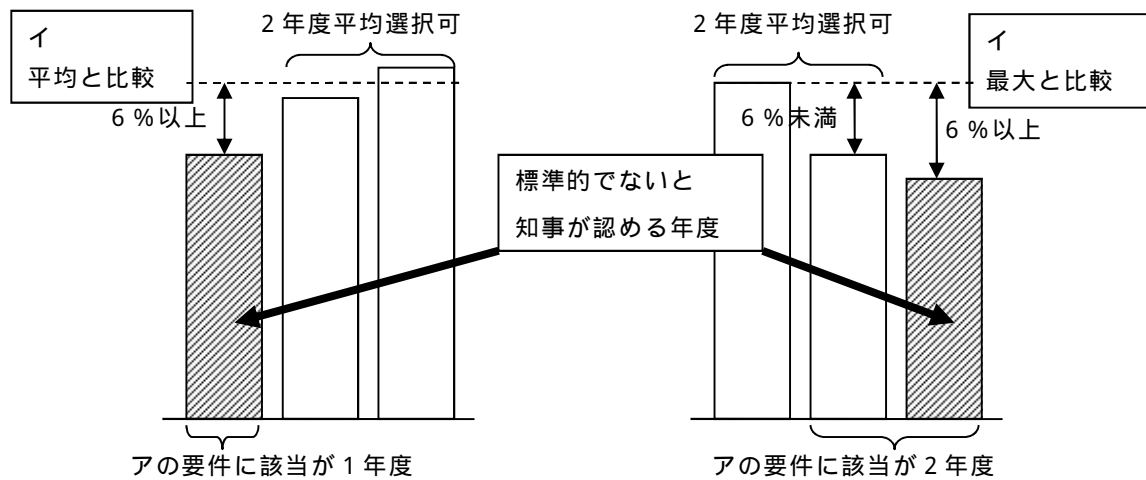 イ
平均と比較
2年度平均選択可
6%以上
アの要件に該当が1年度
標準的でないと
知事が認める年度
2年度平均選択可
イ
最大と比較
6%未満
6%以上
アの要件に該当が2年度